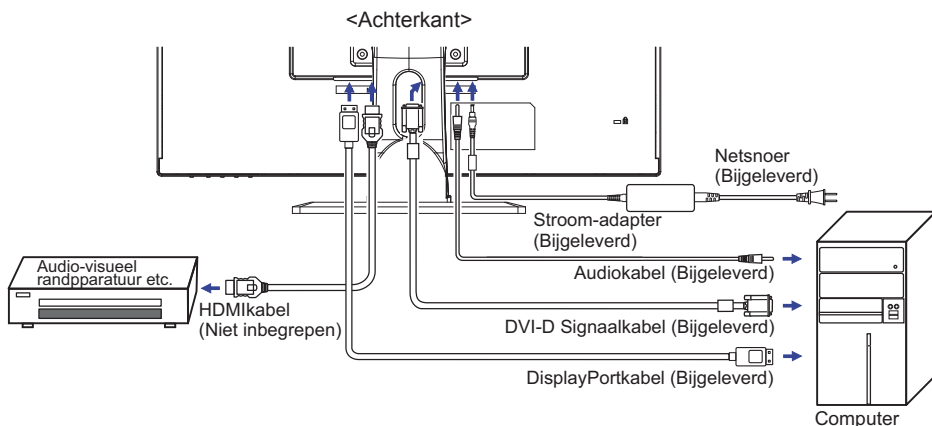 <Achterkant>
Netsnoer
(Bijgeleverd)
Stroom-adapter
(Bijgeleverd)
Audio-visueel
randpparatuur etc.
Audiokabel (Bijgeleverd)
HDMIkabel
(Niet inbegrepen)
DVI-D Signaalkabel (Bijgeleverd)
DisplayPortkabel (Bijgeleverd)
Computer